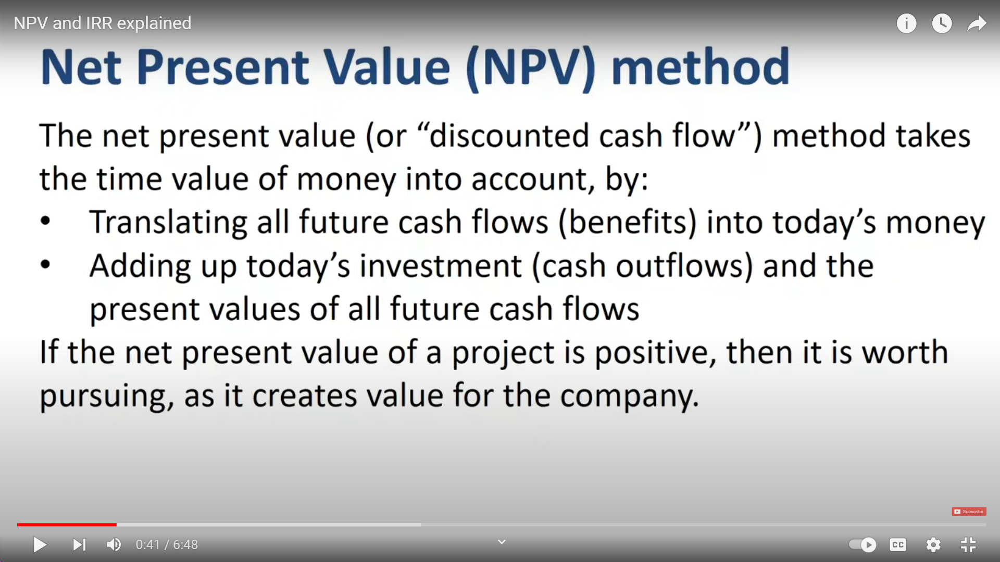 NPV and IRR explained
Net Present Value (NPV) method
The net present value (or “discounted cash flow”) method takes
the time value of money into account, by:
• Translating all future cash flows (benefits) into today’s money
• Adding up today’s investment (cash outflows) and the
present values of all future cash flows
If the net present value of a project is positive, then it is worth
pursuing, as it creates value for the company.
Subscribe
0:41 / 6:48
CC